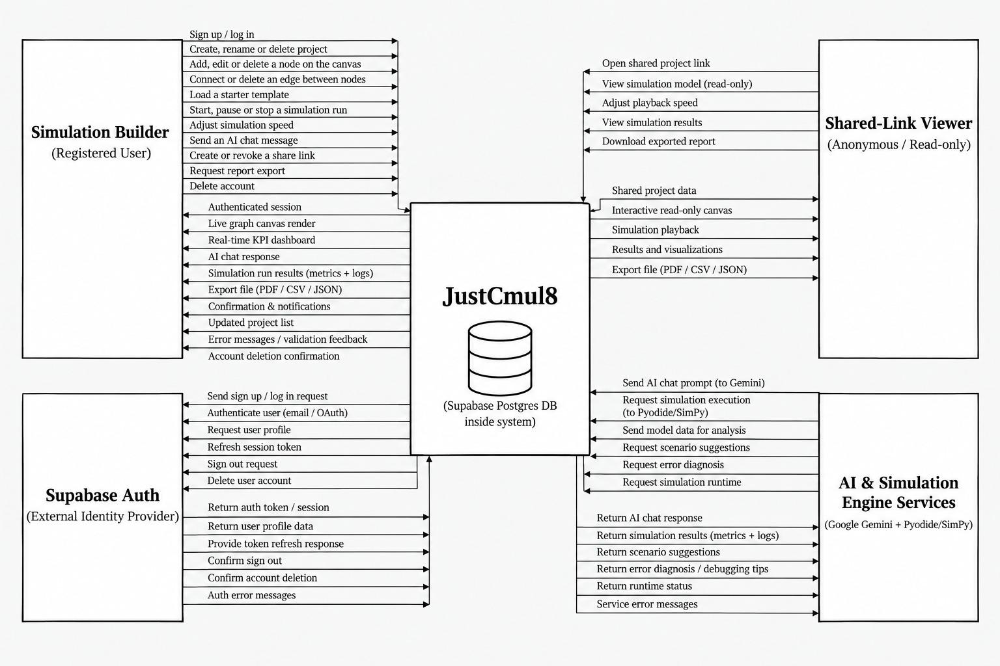 Simulation Builder
(Registered User)
Sign up / log in
Create, rename or delete project
Add, edit or delete a node on the canvas
Connect or delete an edge between nodes
Load a starter template
Start, pause or stop a simulation run
Adjust simulation speed
Send an AI chat message
Create or revoke a share link
Request report export
Delete account
Authenticated session
Live graph canvas render
Real-time KPI dashboard
AI chat response
Simulation run results (metrics + logs)
Export file (PDF / CSV / JSON)
Confirmation & notifications
Updated project list
Error messages / validation feedback
Account deletion confirmation
Open shared project link
View simulation model (read-only)
Adjust playback speed
View simulation results
Download exported report
Shared project data
Interactive read-only canvas
Simulation playback
Results and visualizations
Export file (PDF / CSV / JSON)
Shared-Link Viewer
(Anonymous / Read-only)
JustCmul8
(Supabase Postgres DB
inside system)
Supabase Auth
(External Identity Provider)
Send sign up / log in request
Authenticate user (email / OAuth)
Request user profile
Refresh session token
Sign out request
Delete user account
Return auth token / session
Return user profile data
Provide token refresh response
Confirm sign out
Confirm account deletion
Auth error messages
Send AI chat prompt (to Gemini)
Request simulation execution
(to Pyodide/SimPy)
Send model data for analysis
Request scenario suggestions
Request error diagnosis
Request simulation runtime
Return AI chat response
Return simulation results (metrics + logs)
Return scenario suggestions
Return error diagnosis / debugging tips
Return runtime status
Service error messages
AI & Simulation
Engine Services
(Google Gemini + Pyodide/SimPy)